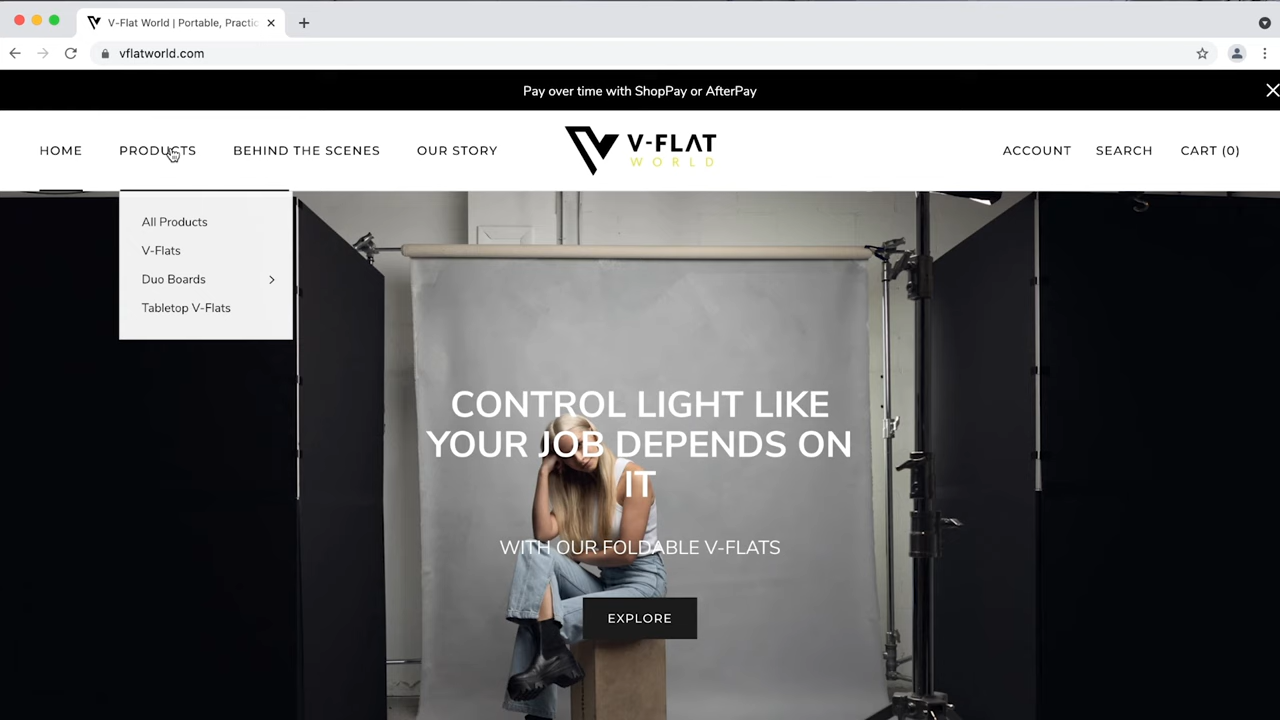 V-Flat World | Portable, Practic
vflatworld.com
Pay over time with ShopPay or AfterPay
HOME
PRODUCTS
BEHIND THE SCENES
OUR STORY
V-FLAT
WORLD
ACCOUNT
SEARCH
CART (0)
All Products
V-Flats
Duo Boards
Tabletop V-Flats
CONTROL LIGHT LIKE
YOUR JOB DEPENDS ON
IT
WITH OUR FOLDABLE V-FLATS
EXPLORE